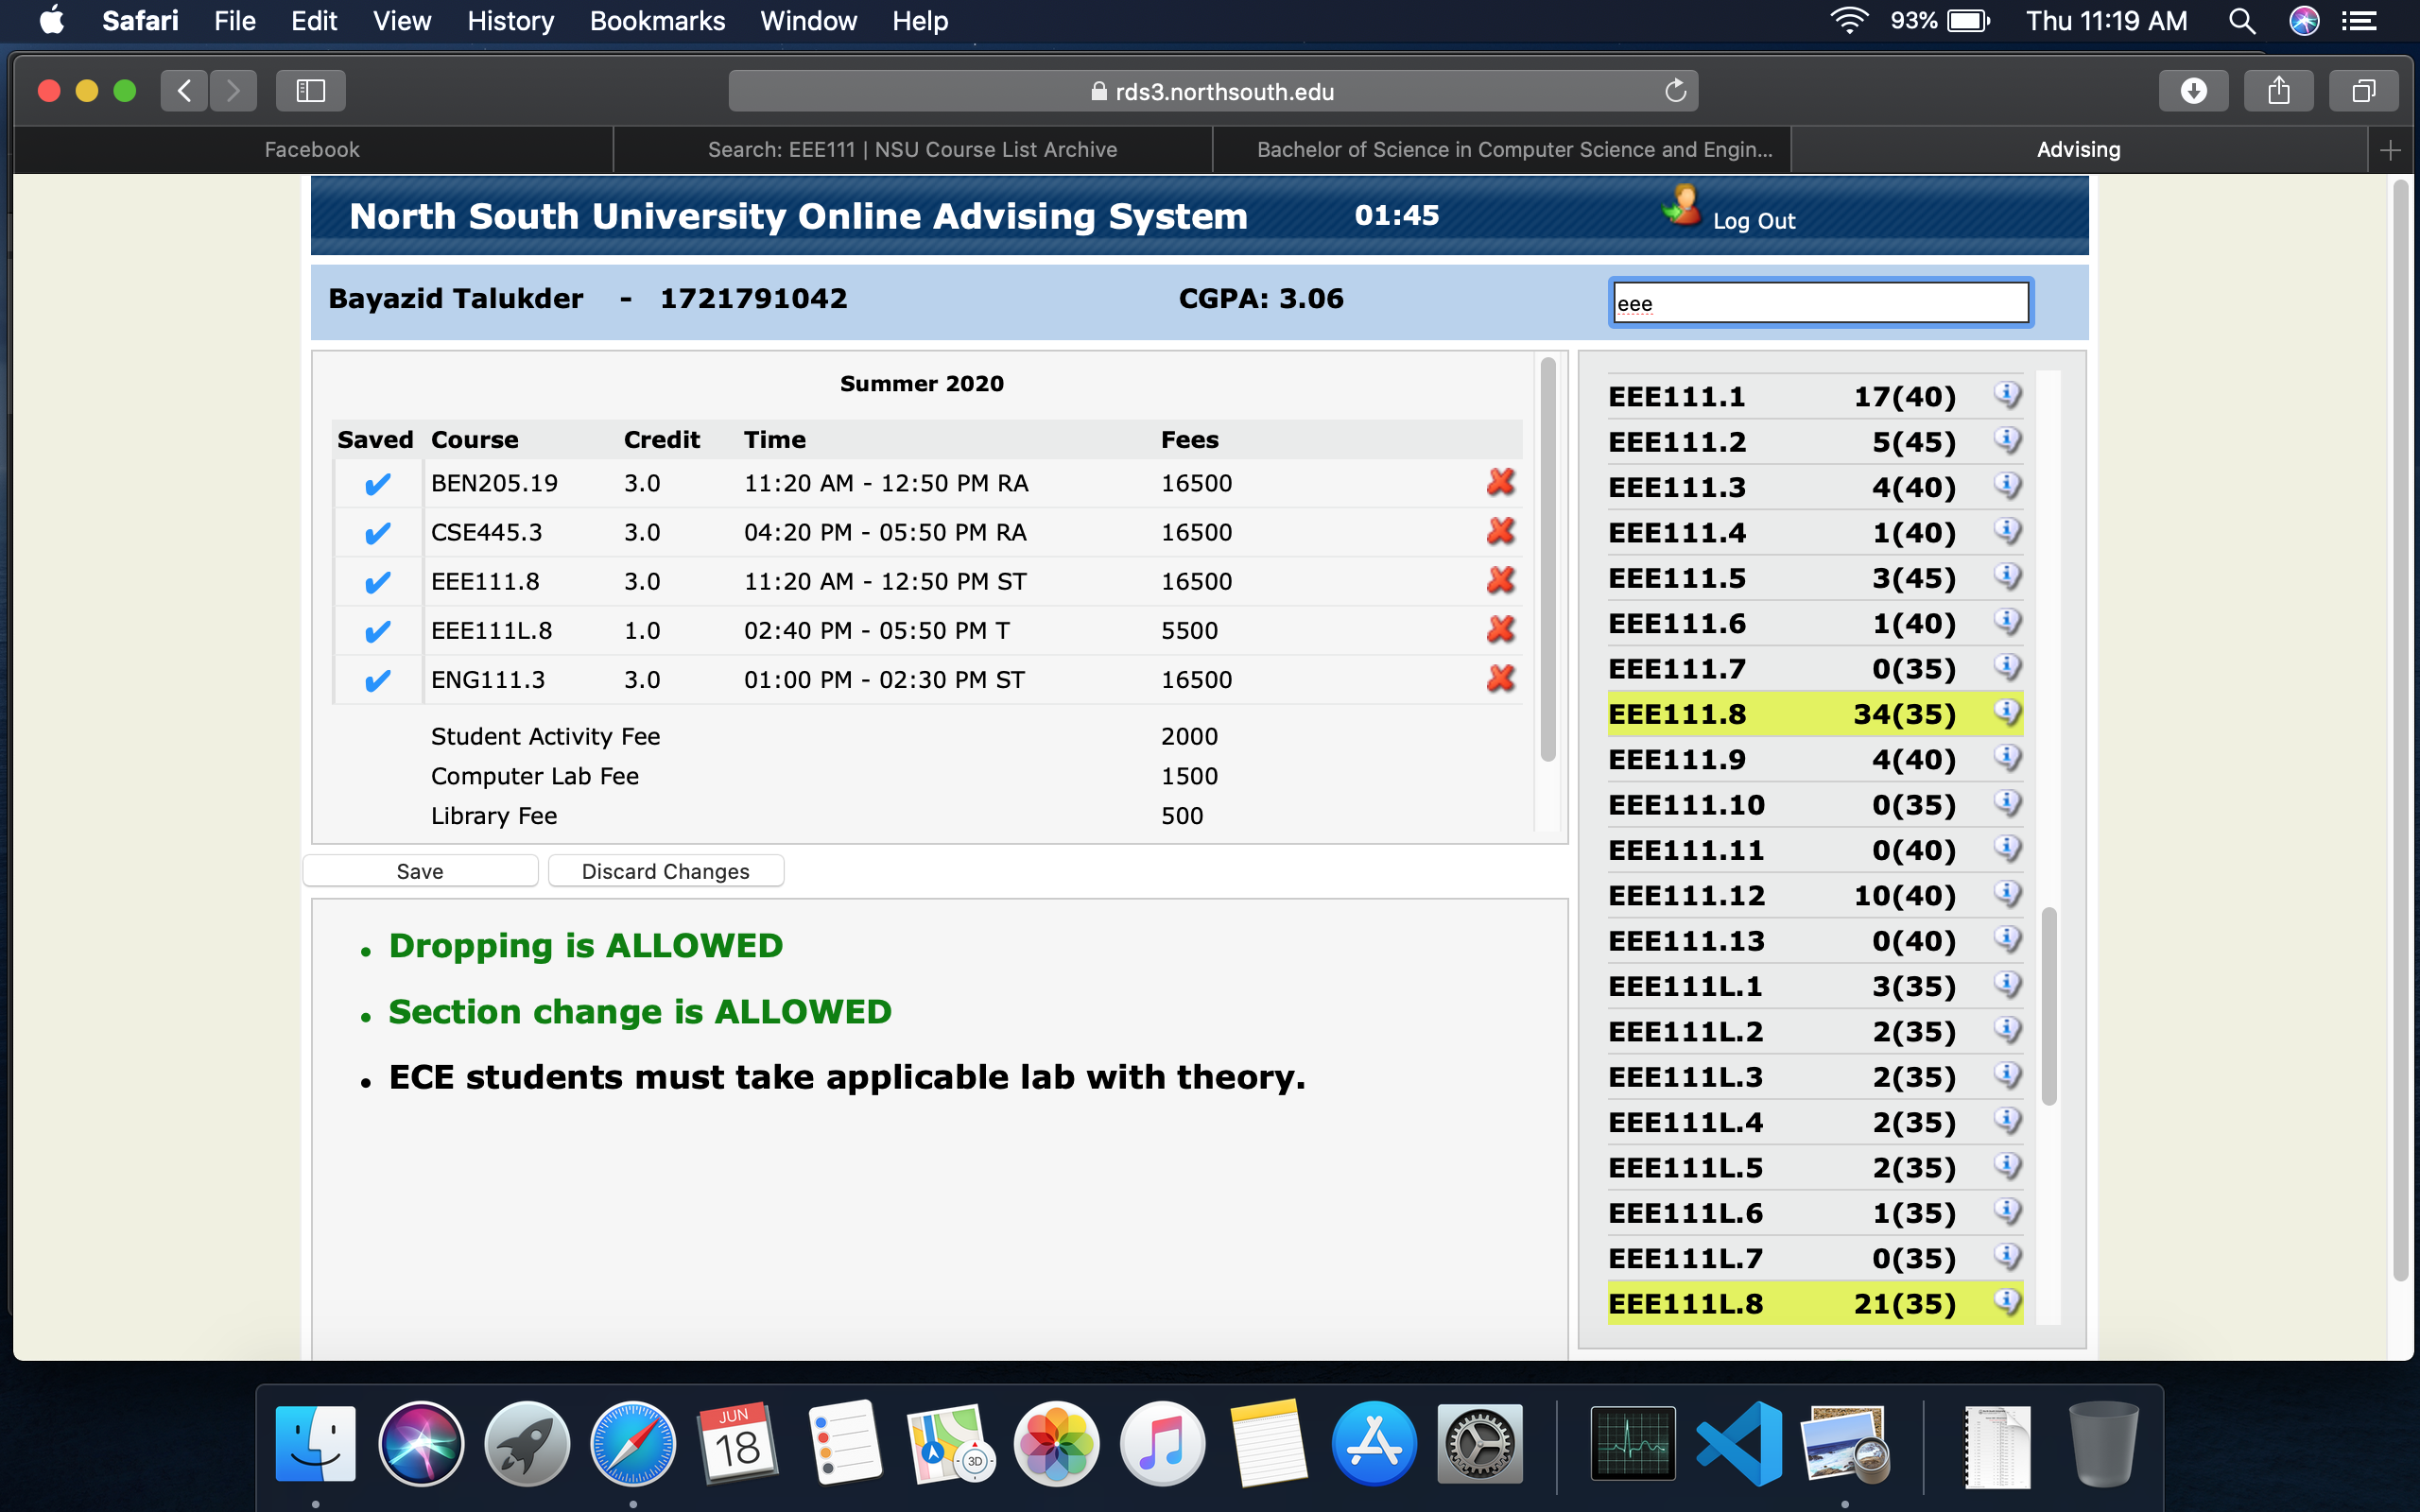 Safari File Edit View History Bookmarks Window Help 93% Thu 11:19 AM
rds3.northsouth.edu
Facebook Search: EEE111 | NSU Course List Archive Bachelor of Science in Computer Science and Engin... Advising
North South University Online Advising System 01:45 Log Out
Bayazid Talukder - 1721791042 CGPA: 3.06 eee
Summer 2020
Saved Course Credit Time Fees
BEN205.19 3.0 11:20 AM - 12:50 PM RA 16500
CSE445.3 3.0 04:20 PM - 05:50 PM RA 16500
EEE111.8 3.0 11:20 AM - 12:50 PM ST 16500
EEE111L.8 1.0 02:40 PM - 05:50 PM T 5500
ENG111.3 3.0 01:00 PM - 02:30 PM ST 16500
Student Activity Fee 2000
Computer Lab Fee 1500
Library Fee 500
Save Discard Changes
• Dropping is ALLOWED
• Section change is ALLOWED
• ECE students must take applicable lab with theory.
EEE111.1 17(40)
EEE111.2 5(45)
EEE111.3 4(40)
EEE111.4 1(40)
EEE111.5 3(45)
EEE111.6 1(40)
EEE111.7 0(35)
EEE111.8 34(35)
EEE111.9 4(40)
EEE111.10 0(35)
EEE111.11 0(40)
EEE111.12 10(40)
EEE111.13 0(40)
EEE111L.1 3(35)
EEE111L.2 2(35)
EEE111L.3 2(35)
EEE111L.4 2(35)
EEE111L.5 2(35)
EEE111L.6 1(35)
EEE111L.7 0(35)
EEE111L.8 21(35)
JUN
18
3D